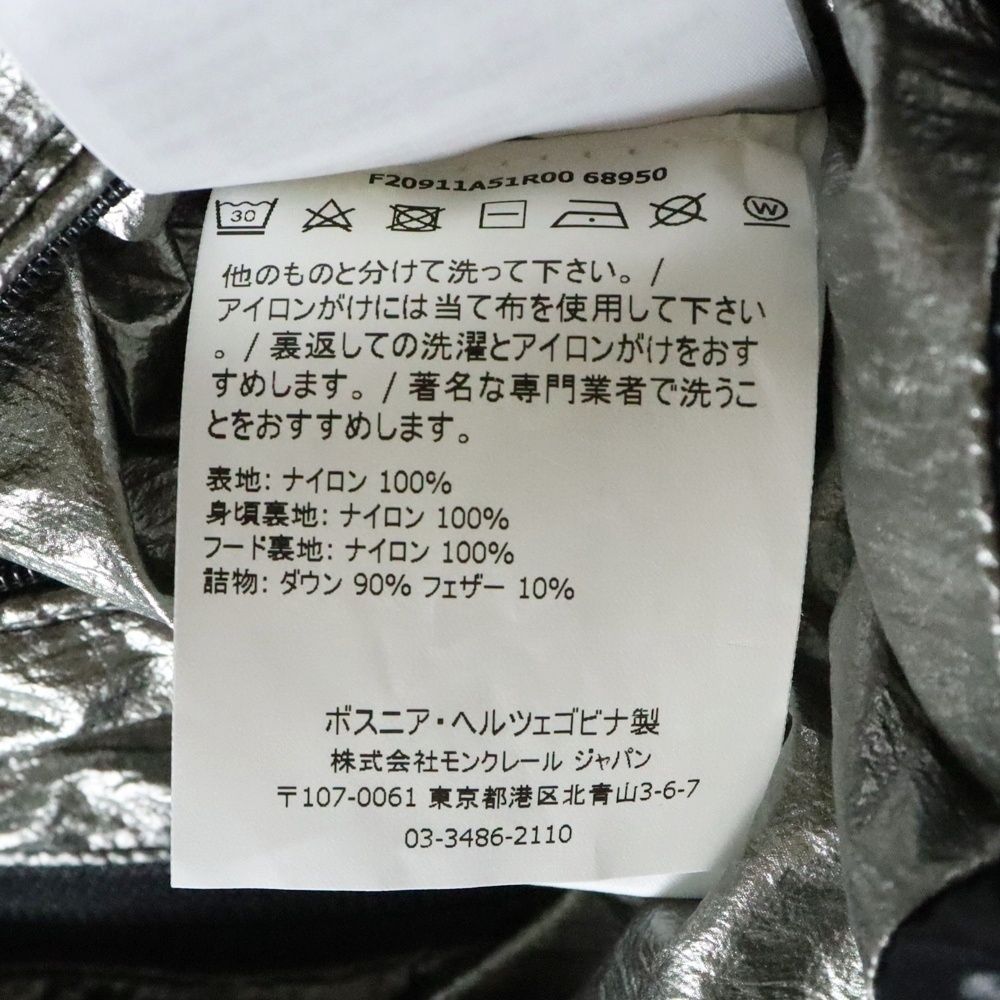 F20911A51R00 68950
30 W
他のものと分けて洗って下さい。/
アイロンがけには当て布を使用して下さい
。/ 裏返しての洗濯とアイロンがけをおす
すめします。/ 著名な専門業者で洗うこ
とをおすすめします。
表地: ナイロン 100%
身頃裏地: ナイロン 100%
フード裏地: ナイロン 100%
詰物: ダウン 90% フェザー 10%
ボスニア・ヘルツェゴビナ製
株式会社モンクレール ジャパン
〒107-0061 東京都港区北青山3-6-7
03-3486-2110